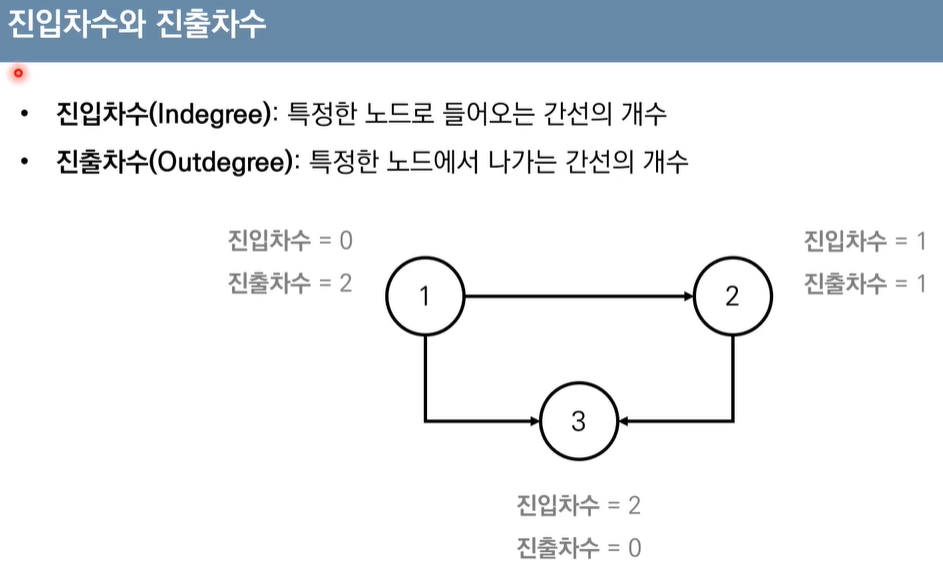 진입차수와 진출차수
• 진입차수(Indegree): 특정한 노드로 들어오는 간선의 개수
• 진출차수(Outdegree): 특정한 노드에서 나가는 간선의 개수
진입차수 = 0
진출차수 = 2
1
2
진입차수 = 1
진출차수 = 1
3
진입차수 = 2
진출차수 = 0